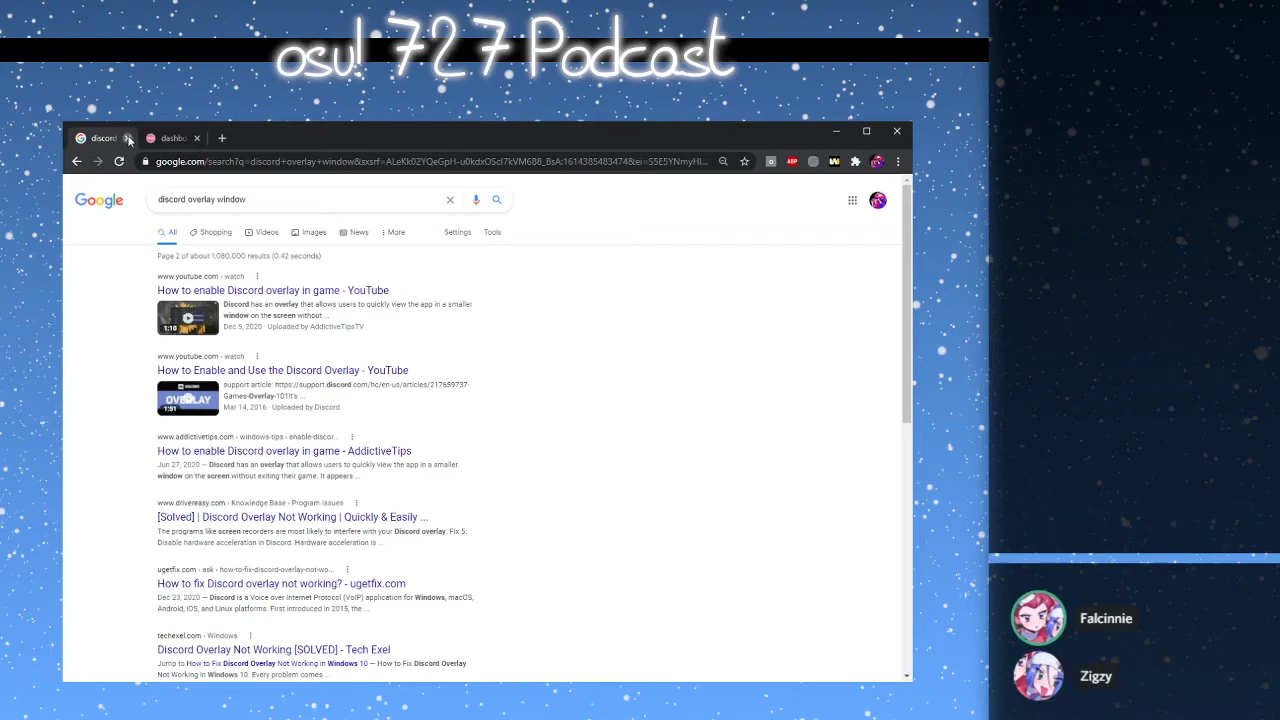 osu! 727 Podcast
discord
dashbo
google.com/search?q=discord+overlay+window&sxsrf=ALeKk02YQeGpH-u0kdxOScI7kVM6B8_BsA:1614385483474&ei=S5E5YNmyHI...
ABP
Google
discord overlay window
All
Shopping
Videos
Images
News
More
Settings
Tools
Page 2 of about 1,080,000 results (0.42 seconds)
www.youtube.com › watch
How to enable Discord overlay in game - YouTube
Discord has an overlay that allows users to quickly view the app in a smaller
window on the screen without ...
1:10
Dec 5, 2020 · Uploaded by AddictiveTipsTV
www.youtube.com › watch
How to Enable and Use the Discord Overlay - YouTube
support article: https://support.discord.com/hc/en-us/articles/217659737-
Games-Overlay-101It's ...
OVERLAY
1:51
Mar 14, 2016 · Uploaded by Discord
www.addictivetips.com › windows-tips › enable-discor...
How to enable Discord overlay in game - AddictiveTips
Jun 27, 2020 — Discord has an overlay that allows users to quickly view the app in a smaller
window on the screen without exiting their game. It appears ...
www.drivereasy.com › Knowledge Base › Program Issues
[Solved] | Discord Overlay Not Working | Quickly & Easily ...
The programs like screen recorders are most likely to interfere with your Discord overlay. Fix 5:
Disable hardware acceleration in Discord. Hardware acceleration is ...
ugetfix.com › ask › how-to-fix-discord-overlay-not-wo...
How to fix Discord overlay not working? - ugetfix.com
Dec 23, 2020 — Discord is a Voice over Internet Protocol (VoIP) application for Windows, macOS,
Android, iOS, and Linux platforms. First introduced in 2015, the ...
techexel.com › Windows
Discord Overlay Not Working [SOLVED] - Tech Exel
Jump to How to Fix Discord Overlay Not Working in Windows 10 — How to Fix Discord Overlay
Not Working in Windows 10. Every problem comes ...
Falcinnie
Zigzy